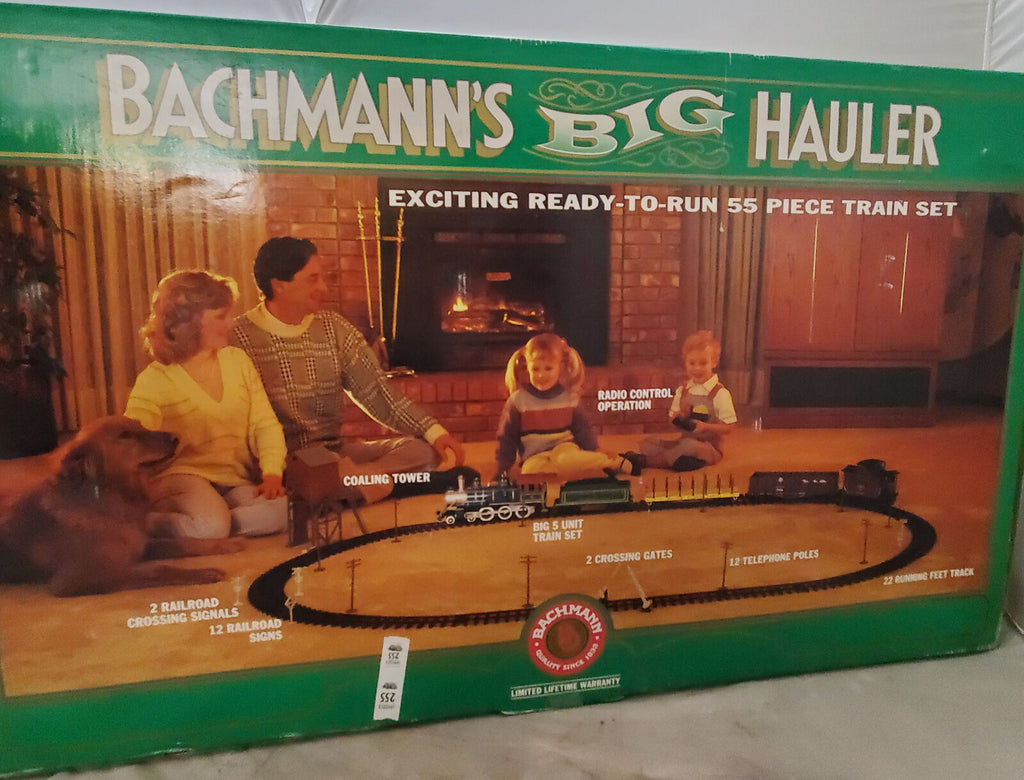 BACHMANN'S BIG HAULER
EXCITING READY-TO-RUN 55 PIECE TRAIN SET
RADIO CONTROL
OPERATION
COALING TOWER
BIG 5 UNIT
TRAIN SET
2 CROSSING GATES
12 TELEPHONE POLES
22 RUNNING FEET TRACK
2 RAILROAD
CROSSING SIGNALS
12 RAILROAD
SIGNS
BACHMANN
QUALITY SINCE 1833
LIMITED LIFETIME WARRANTY
255
255